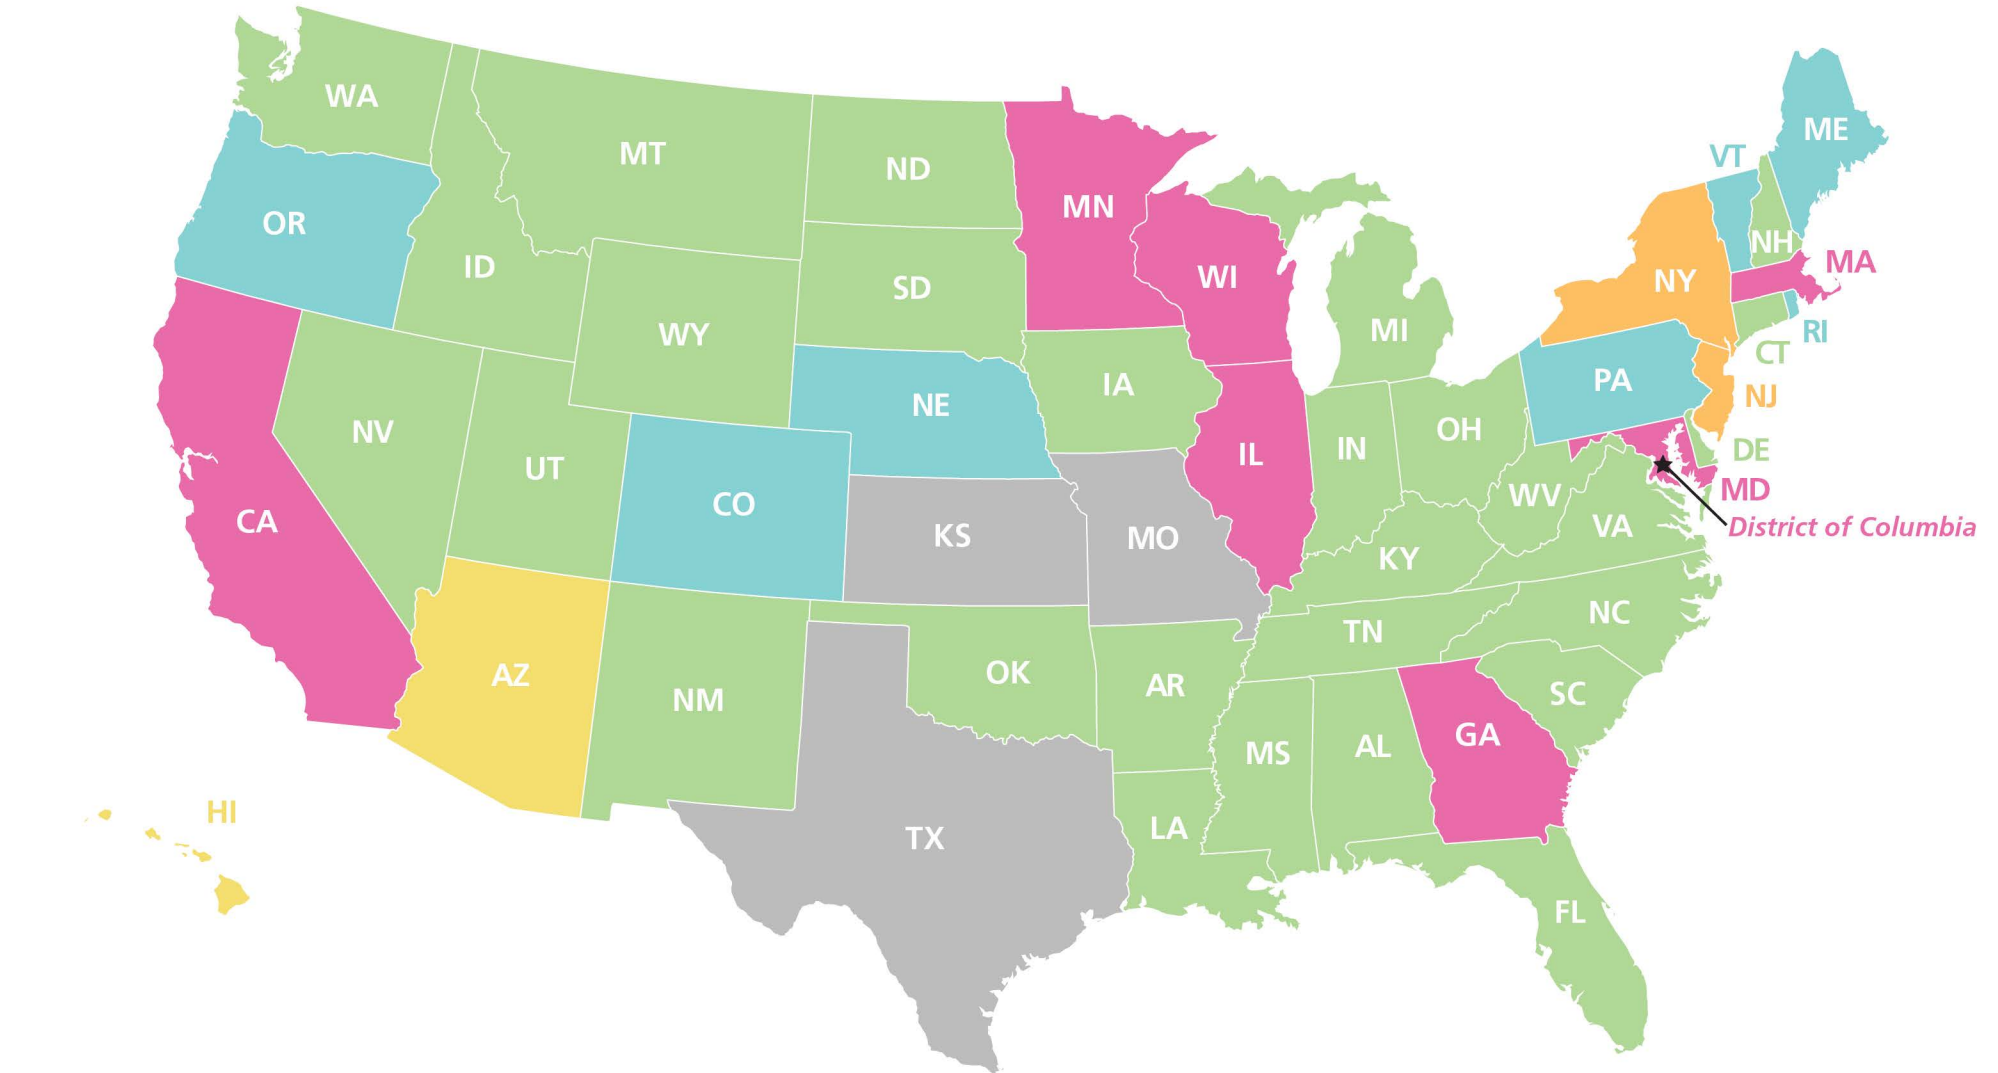 WA
MT
ND
MN
ME
VT
OR
ID
SD
WI
NH
MA
NY
WY
MI
RI
CT
NE
IA
PA
NJ
NV
UT
CO
IL
IN
OH
DE
MD
CA
KS
MO
WV
VA
District of Columbia
KY
NC
AZ
NM
OK
AR
TN
SC
MS
AL
GA
HI
TX
LA
FL